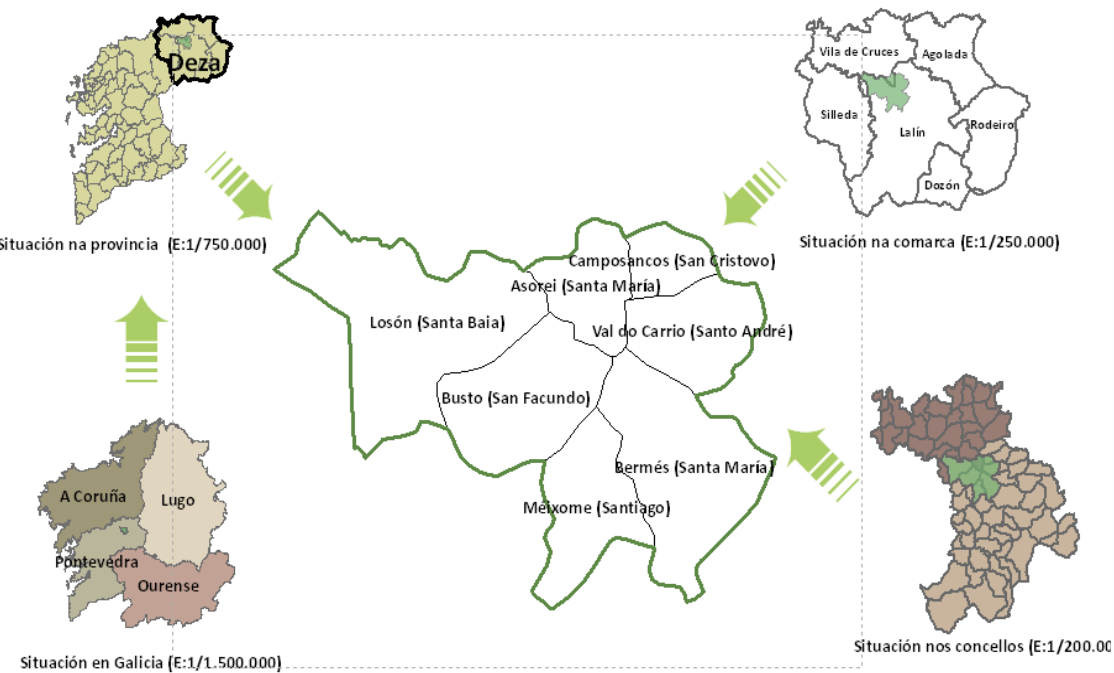 Deza
Situación na provincia (E:1/750.000)
Vila de Cruces
Agolada
Silleda
Lalín
Rodeiro
Dozón
Situación na comarca (E:1/250.000)
Camposancos (San Cristovo)
Asorei (Santa María)
Losón (Santa Baia)
Val do Carrio (Santo André)
Busto (San Facundo)
Bermés (Santa María)
Méixome (Santiago)
A Coruña
Lugo
Pontevedra
Ourense
Situación en Galicia (E:1/1.500.000)
Situación nos concellos (E:1/200.00